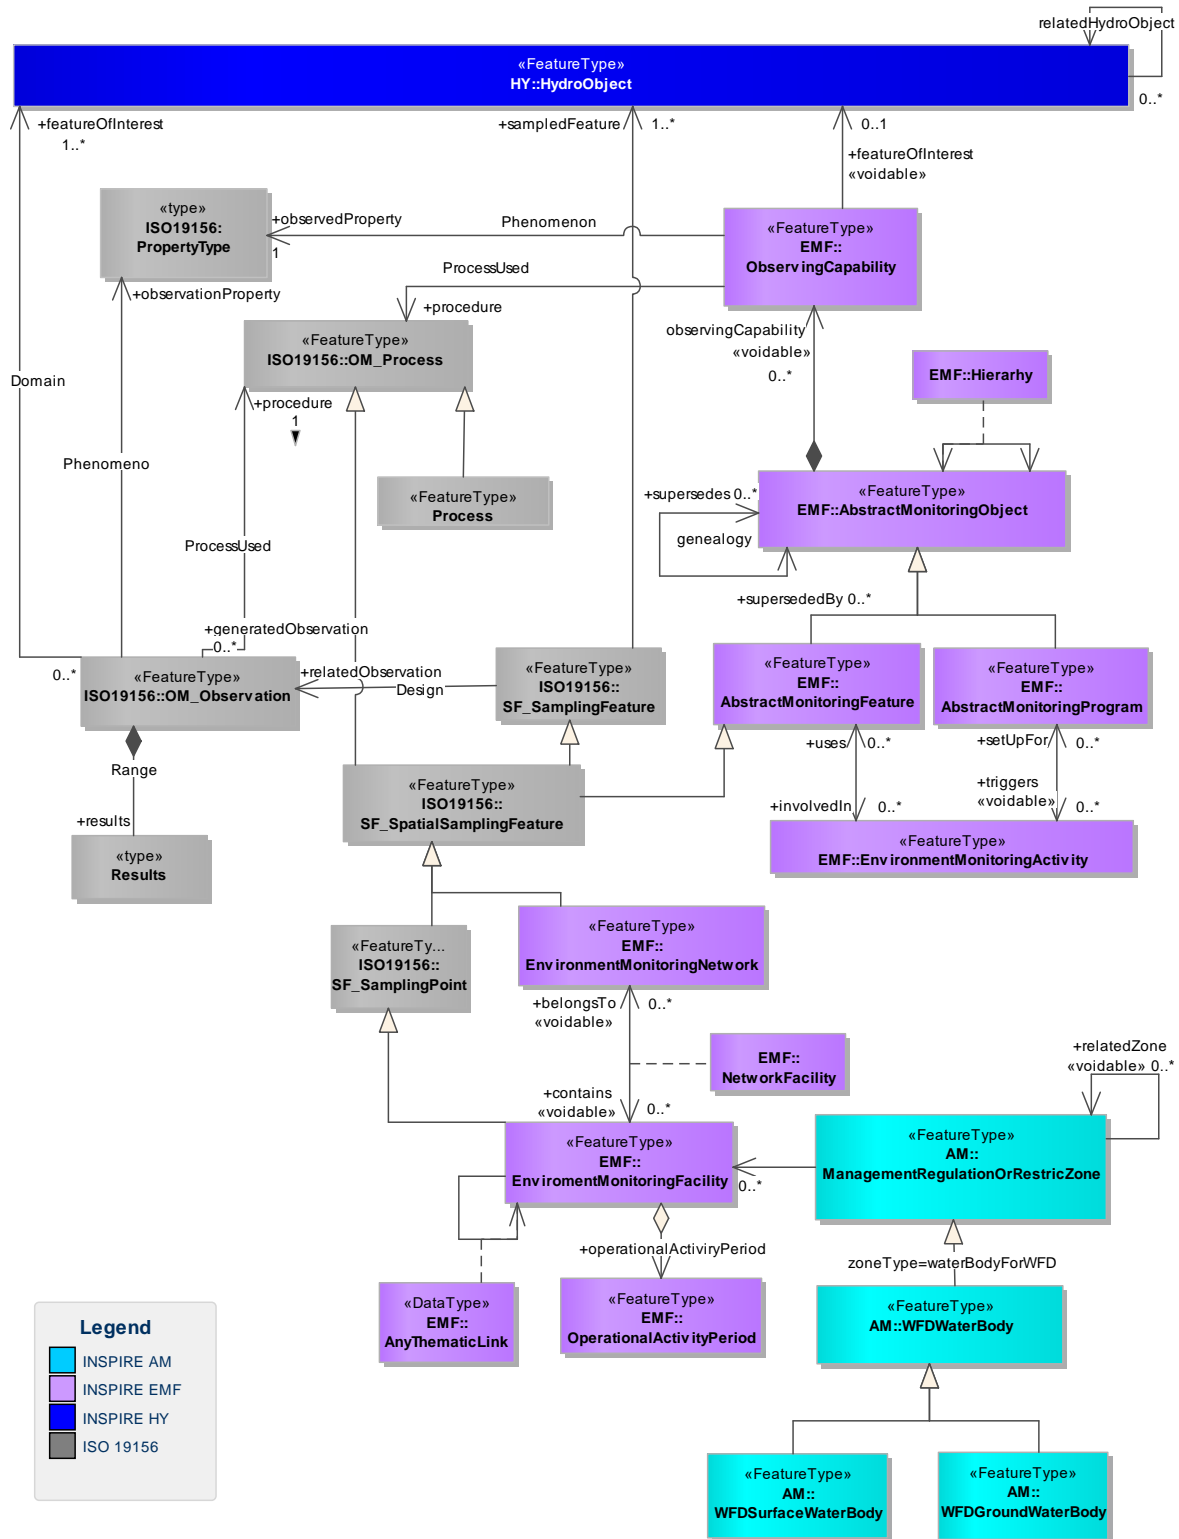 relatedHydroObject
«FeatureType»
HY::HydroObject
0..*
+featureOfInterest
1..*
+sampledFeature
1..*
0..1
+featureOfInterest
«voidable»
«type»
ISO19156:
PropertyType
+observedProperty
1
Phenomenon
«FeatureType»
EMF::
ObservingCapability
ProcessUsed
+observationProperty
+procedure
«FeatureType»
ISO19156::OM_Process
observingCapability
«voidable»
0..*
EMF::Hierarhy
Domain
+procedure
1
Phenomeno
«FeatureType»
Process
+supersedes 0..*
«FeatureType»
EMF::AbstractMonitoringObject
genealogy
ProcessUsed
+supersededBy 0..*
+generatedObservation
0..*
0..*
«FeatureType»
ISO19156::OM_Observation
+relatedObservation
Design
«FeatureType»
ISO19156::
SF_SamplingFeature
«FeatureType»
EMF::
AbstractMonitoringFeature
«FeatureType»
EMF::
AbstractMonitoringProgram
+uses
0..*
+setUpFor
0..*
Range
«FeatureType»
ISO19156::
SF_SpatialSamplingFeature
+triggers
«voidable»
0..*
+involvedIn
0..*
+results
«type»
Results
«FeatureType»
EMF::EnvironmentMonitoringActivity
«FeatureTy...
ISO19156::
SF_SamplingPoint
«FeatureType»
EMF::
EnvironmentMonitoringNetwork
+belongsTo
«voidable»
0..*
EMF::
NetworkFacility
+relatedZone
«voidable» 0..*
+contains
«voidable»
0..*
«FeatureType»
EMF::
EnviromentMonitoringFacility
0..*
«FeatureType»
AM::
ManagementRegulationOrRestricZone
+operationalActiviryPeriod
zoneType=waterBodyForWFD
«DataType»
EMF::
AnyThematicLink
«FeatureType»
EMF::
OperationalActivityPeriod
«FeatureType»
AM::WFDWaterBody
Legend
INSPIRE AM
INSPIRE EMF
INSPIRE HY
ISO 19156
«FeatureType»
AM::
WFDSurfaceWaterBody
«FeatureType»
AM::
WFDGroundWaterBody